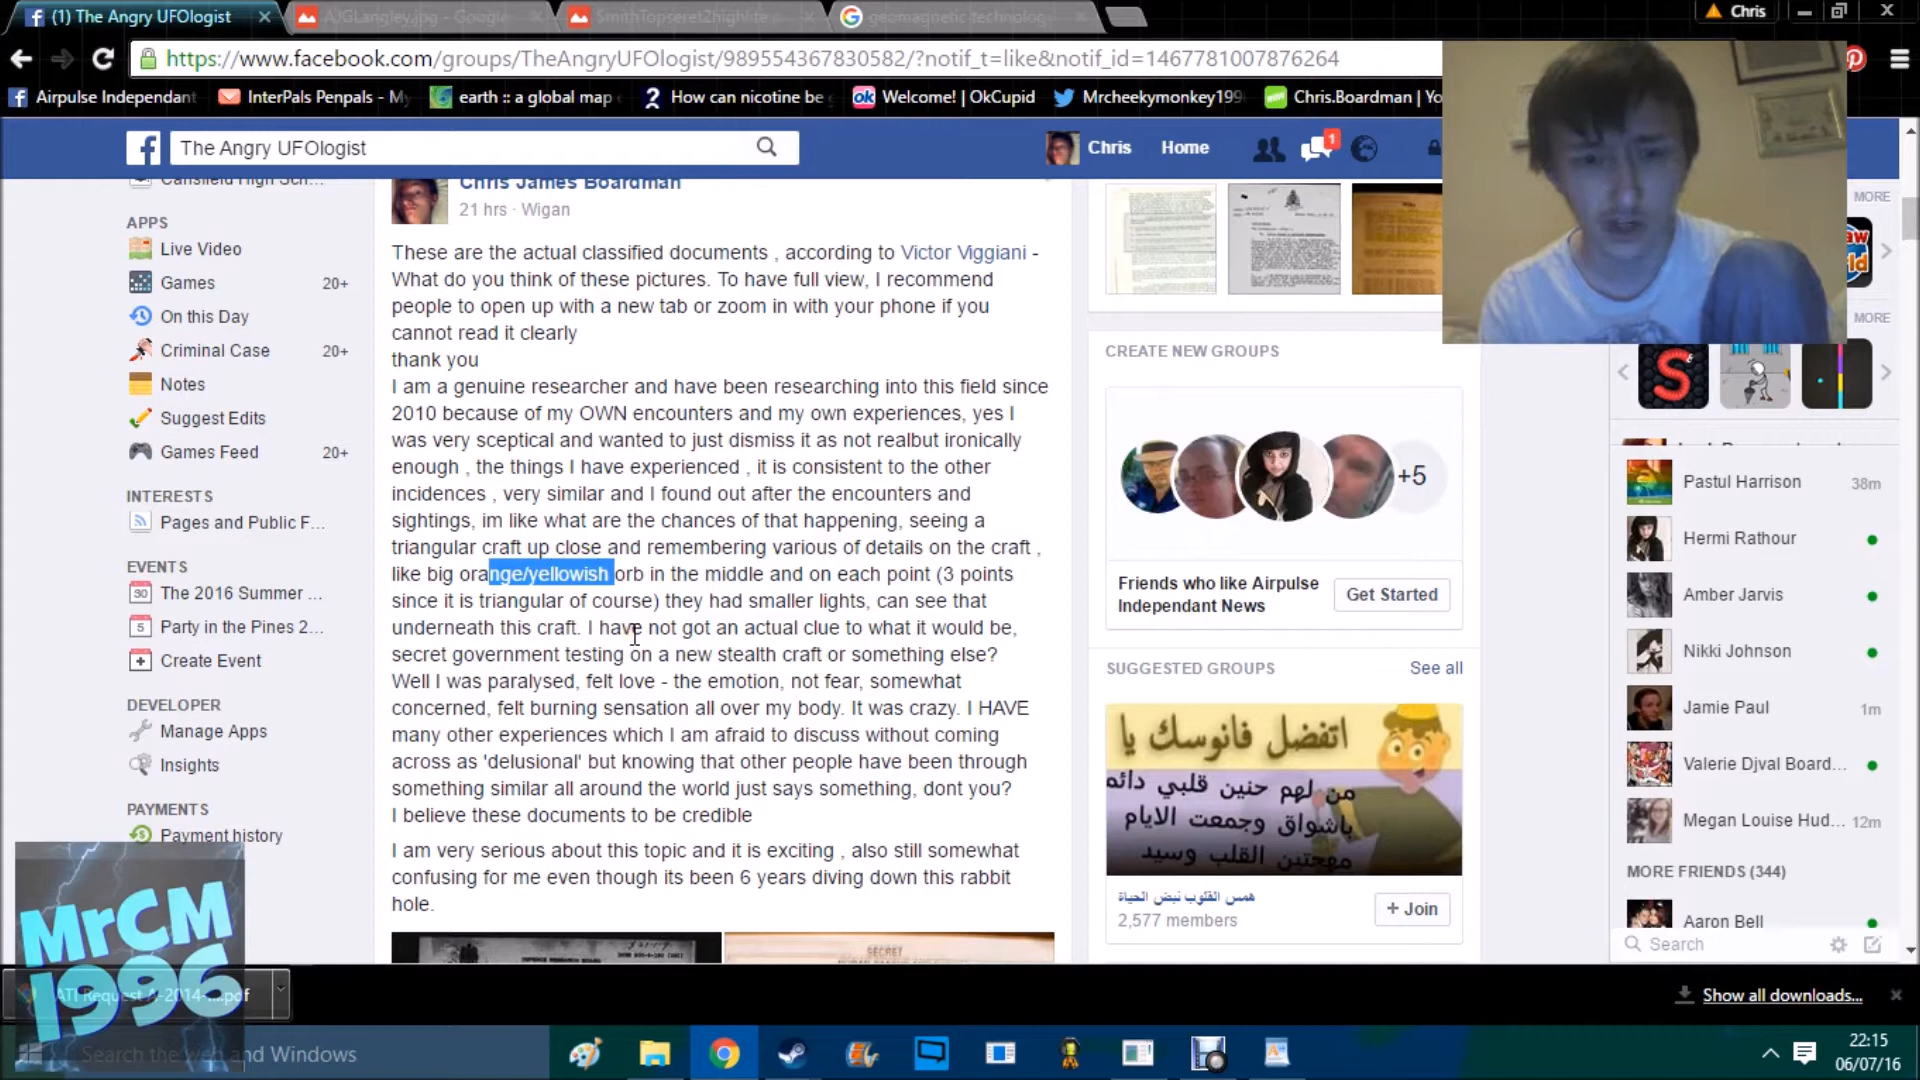 (1) The Angry UFOlogist
AJGLangley.jpg - Google
SmithTopseret2highlite.p
geomagnetic technolog
Chris
https://www.facebook.com/groups/TheAngryUFOlogist/989554367830582/?notif_t=like&notif_id=1467781007876264
Airpulse Independant
InterPals Penpals - My
earth :: a global map
How can nicotine be
Welcome! | OkCupid
Mrcheekymonkey199
Chris.Boardman | Yo
The Angry UFOlogist
Chris
Home
1
Cansfield High Sch...
APPS
Live Video
Games 20+
On this Day
Criminal Case 20+
Notes
Suggest Edits
Games Feed 20+
INTERESTS
Pages and Public F...
EVENTS
The 2016 Summer ...
Party in the Pines 2...
Create Event
DEVELOPER
Manage Apps
Insights
PAYMENTS
Payment history
Chris James Boardman
21 hrs · Wigan
These are the actual classified documents , according to Victor Viggiani -
What do you think of these pictures. To have full view, I recommend
people to open up with a new tab or zoom in with your phone if you
cannot read it clearly
thank you
I am a genuine researcher and have been researching into this field since
2010 because of my OWN encounters and my own experiences, yes I
was very sceptical and wanted to just dismiss it as not realbut ironically
enough , the things I have experienced , it is consistent to the other
incidences , very similar and I found out after the encounters and
sightings, im like what are the chances of that happening, seeing a
triangular craft up close and remembering various of details on the craft ,
like big orange/yellowish orb in the middle and on each point (3 points
since it is triangular of course) they had smaller lights, can see that
underneath this craft. I have not got an actual clue to what it would be,
secret government testing on a new stealth craft or something else?
Well I was paralysed, felt love - the emotion, not fear, somewhat
concerned, felt burning sensation all over my body. It was crazy. I HAVE
many other experiences which I am afraid to discuss without coming
across as 'delusional' but knowing that other people have been through
something similar all around the world just says something, dont you?
I believe these documents to be credible
I am very serious about this topic and it is exciting , also still somewhat
confusing for me even though its been 6 years diving down this rabbit
hole.
SECRET
CREATE NEW GROUPS
+5
Friends who like Airpulse
Independant News
Get Started
SUGGESTED GROUPS
See all
اتفضل فانوسك يا
من لهم حنين قلبي دائم
باشواق وجمعت الايام
مهجتين القلب وسيد
همس القلوب نبض الحياة
2,577 members
+ Join
MORE
MORE
Pastul Harrison 38m
Hermi Rathour
Amber Jarvis
Nikki Johnson
Jamie Paul 1m
Valerie Djval Board...
Megan Louise Hud... 12m
MORE FRIENDS (344)
Aaron Bell
Search
MrCM
1996
ATI Request A-2014-....pdf
Show all downloads...
Search the web and Windows
22:15
06/07/16